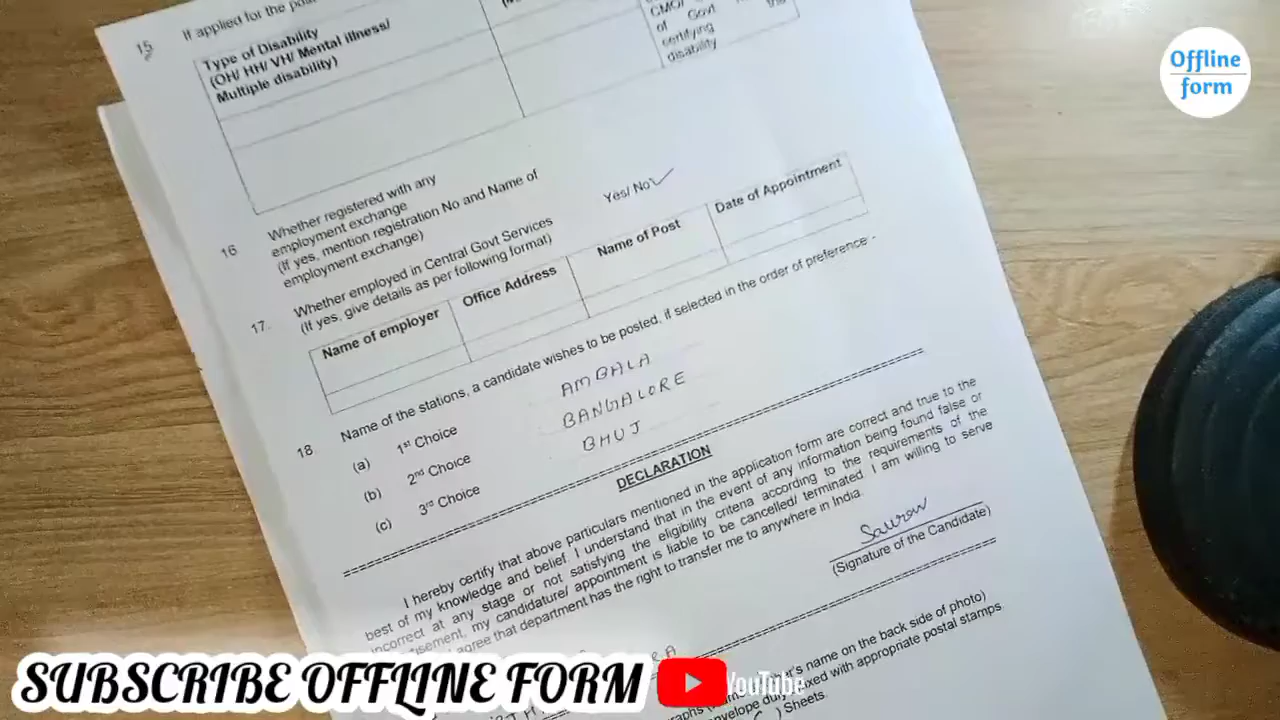 Offline
form
15
If applied for the post
Type of Disability
(OH/ HH/ VH/ Mental illness/
Multiple disability)
CMO/
of Govt the
certifying
disability
16 Whether registered with any
employment exchange
(If yes, mention registration No and Name of
employment exchange)
Yes/ No ✓
17. Whether employed in Central Govt Services
(If yes, give details as per following format)
Name of employer Office Address Name of Post Date of Appointment
18 Name of the stations, a candidate wishes to be posted, if selected in the order of preference:-
(a) 1st Choice AMBALA
(b) 2nd Choice BANGALORE
(c) 3rd Choice BHUJ
DECLARATION
I hereby certify that above particulars mentioned in the application form are correct and true to the
best of my knowledge and belief. I understand that in the event of any information being found false or
incorrect at any stage or not satisfying the eligibility criteria according to the requirements of the
my candidature/ appointment is liable to be cancelled/ terminated. I am willing to serve
agree that department has the right to transfer me to anywhere in India.
Saurav
(Signature of the Candidate)
name on the back side of photo)
with appropriate postal stamps.
) Sheets.
SUBSCRIBE OFFLINE FORM YouTube